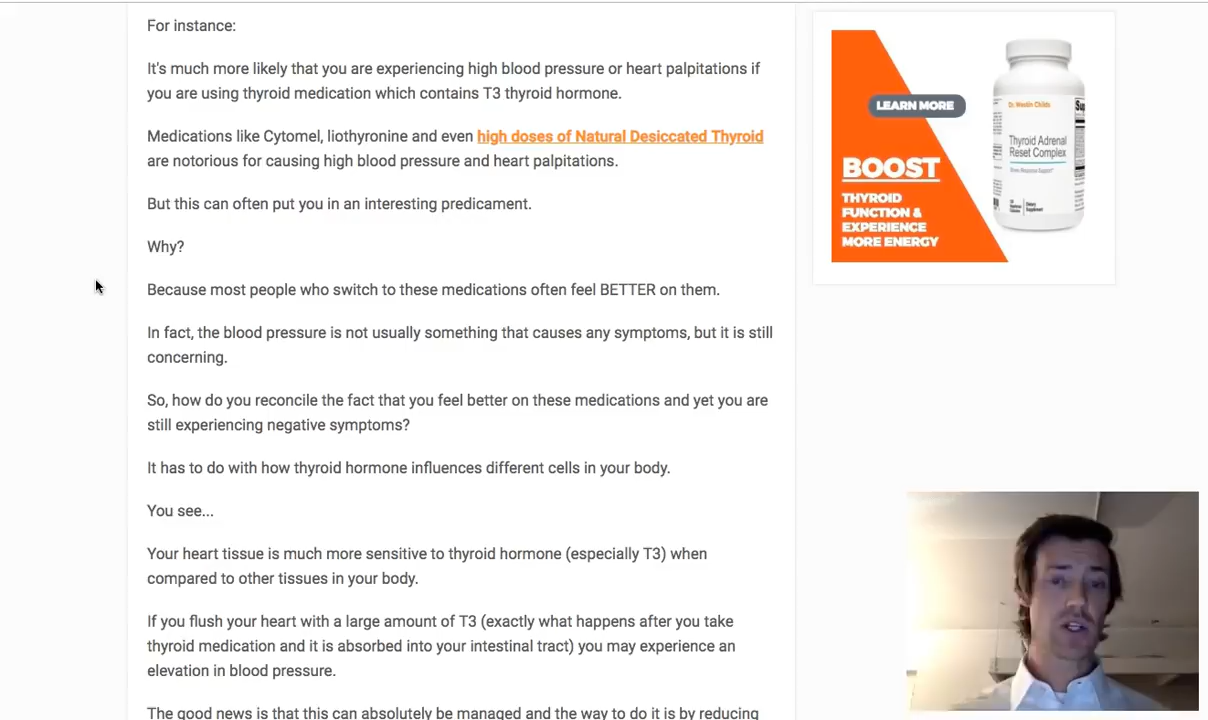 For instance:
It's much more likely that you are experiencing high blood pressure or heart palpitations if
you are using thyroid medication which contains T3 thyroid hormone.
Medications like Cytomel, liothyronine and even high doses of Natural Desiccated Thyroid
are notorious for causing high blood pressure and heart palpitations.
But this can often put you in an interesting predicament.
Why?
Because most people who switch to these medications often feel BETTER on them.
In fact, the blood pressure is not usually something that causes any symptoms, but it is still
concerning.
So, how do you reconcile the fact that you feel better on these medications and yet you are
still experiencing negative symptoms?
It has to do with how thyroid hormone influences different cells in your body.
You see...
Your heart tissue is much more sensitive to thyroid hormone (especially T3) when
compared to other tissues in your body.
If you flush your heart with a large amount of T3 (exactly what happens after you take
thyroid medication and it is absorbed into your intestinal tract) you may experience an
elevation in blood pressure.
The good news is that this can absolutely be managed and the way to do it is by reducing
LEARN MORE
BOOST
THYROID
FUNCTION &
EXPERIENCE
MORE ENERGY
Dr. Westin Childs
Thyroid Adrenal
Reset Complex